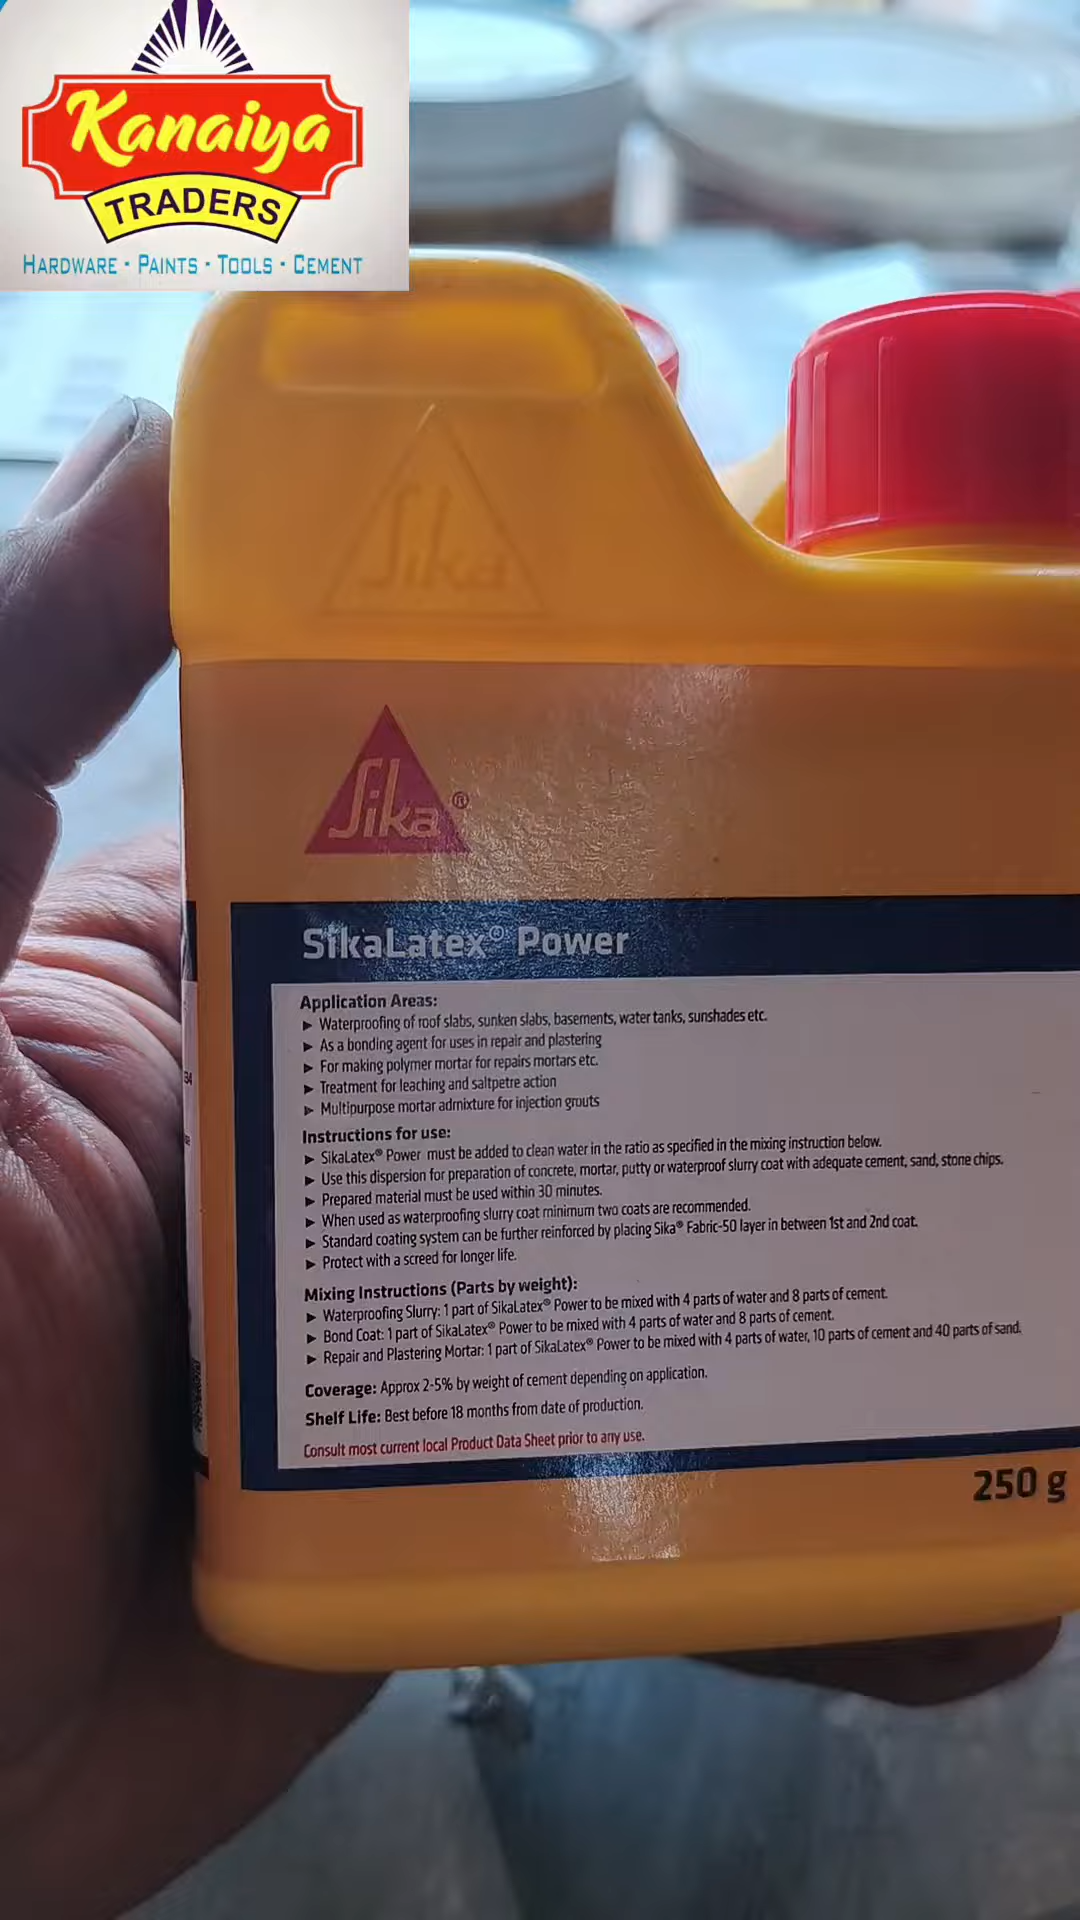 Kanaiya
TRADERS
HARDWARE · PAINTS · TOOLS · CEMENT
Sika
Sika®
SikaLatex® Power
Application Areas:
► Waterproofing of roof slabs, sunken slabs, basements, water tanks, sunshades etc.
► As a bonding agent for uses in repair and plastering
► For making polymer mortar for repairs mortars etc.
► Treatment for leaching and saltpetre action
► Multipurpose mortar admixture for injection grouts
Instructions for use:
► SikaLatex® Power must be added to clean water in the ratio as specified in the mixing instruction below.
► Use this dispersion for preparation of concrete, mortar, putty or waterproof slurry coat with adequate cement, sand, stone chips.
► Prepared material must be used within 30 minutes.
► When used as waterproofing slurry coat minimum two coats are recommended.
► Standard coating system can be further reinforced by placing Sika® Fabric-50 layer in between 1st and 2nd coat.
► Protect with a screed for longer life.
Mixing Instructions (Parts by weight):
► Waterproofing Slurry: 1 part of SikaLatex® Power to be mixed with 4 parts of water and 8 parts of cement.
► Bond Coat: 1 part of SikaLatex® Power to be mixed with 4 parts of water and 8 parts of cement.
► Repair and Plastering Mortar: 1 part of SikaLatex® Power to be mixed with 4 parts of water, 10 parts of cement and 40 parts of sand.
Coverage: Approx 2-5% by weight of cement depending on application.
Shelf Life: Best before 18 months from date of production.
Consult most current local Product Data Sheet prior to any use.
250 g